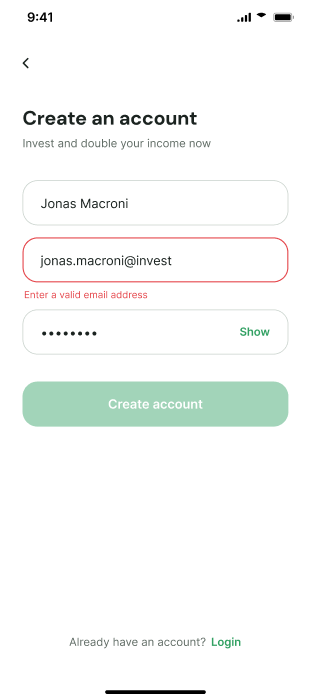 9:41
Create an account
Invest and double your income now
Jonas Macroni
jonas.macroni@invest
Enter a valid email address
•••••••• Show
Create account
Already have an account? Login